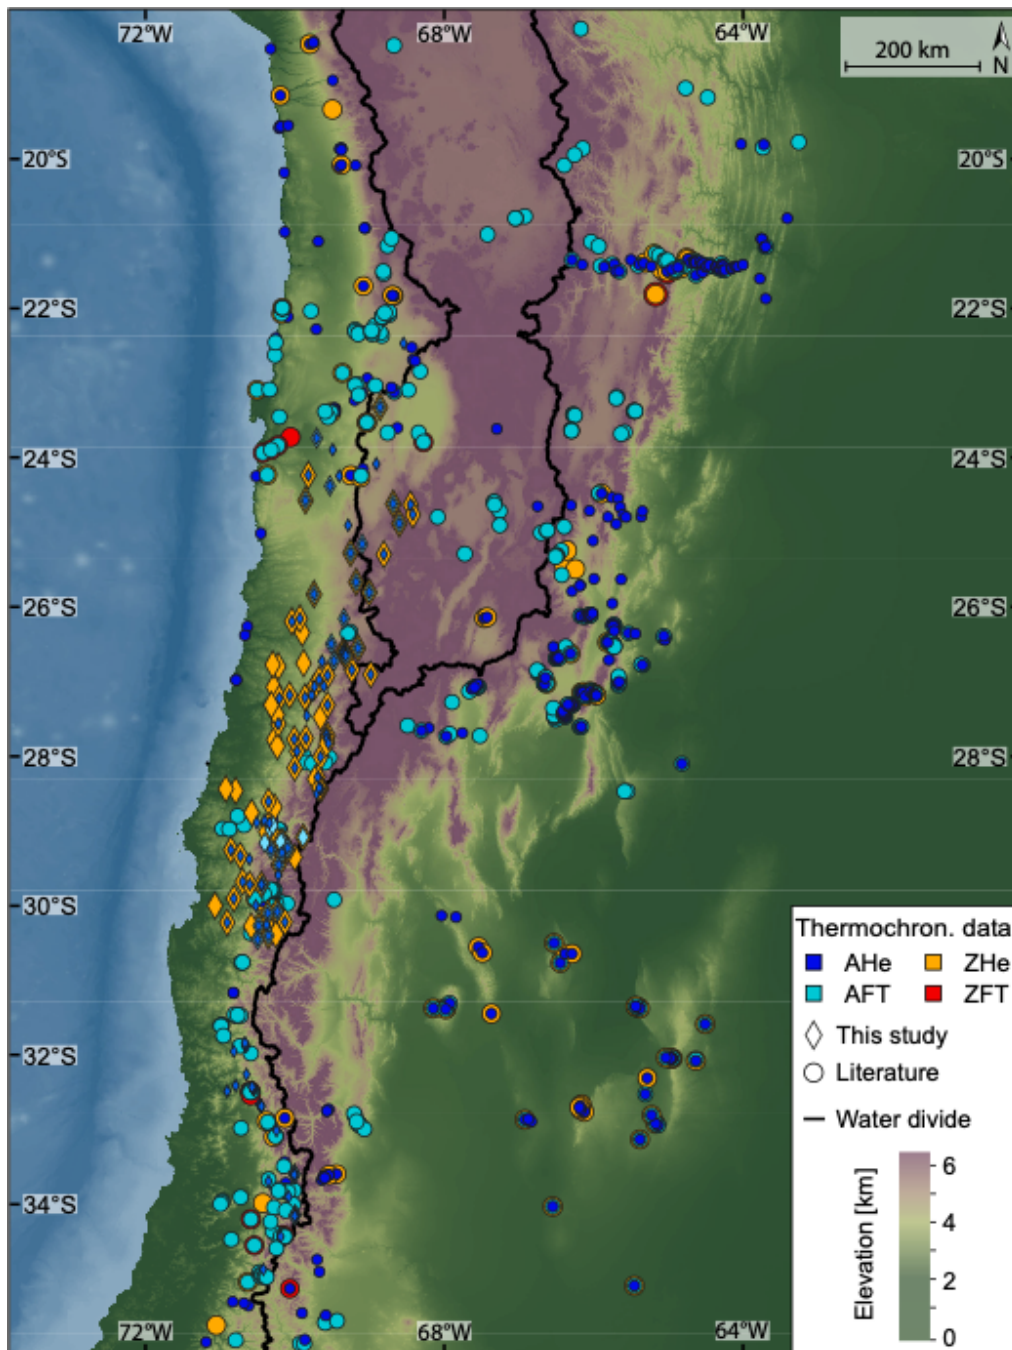 72°W 68°W 64°W
200 km
N
20°S 20°S
22°S 22°S
24°S 24°S
26°S 26°S
28°S 28°S
30°S
Thermochron. data
AHe ZHe
AFT ZFT
32°S
This study
Literature
Water divide
6
4
2
0
Elevation [km]
34°S
72°W 68°W 64°W